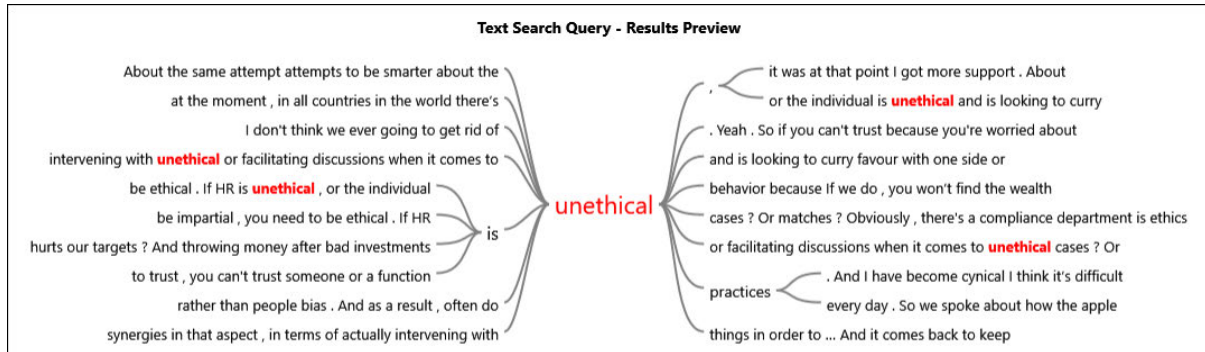 Text Search Query - Results Preview
About the same attempt attempts to be smarter about the
at the moment , in all countries in the world there's
I don't think we ever going to get rid of
intervening with unethical or facilitating discussions when it comes to
be ethical . If HR is unethical , or the individual
be impartial , you need to be ethical . If HR
hurts our targets ? And throwing money after bad investments
to trust , you can't trust someone or a function
is
rather than people bias . And as a result , often do
synergies in that aspect , in terms of actually intervening with
unethical
,
it was at that point I got more support . About
or the individual is unethical and is looking to curry
. Yeah . So if you can't trust because you're worried about
and is looking to curry favour with one side or
behavior because If we do , you won't find the wealth
cases ? Or matches ? Obviously , there's a compliance department is ethics
or facilitating discussions when it comes to unethical cases ? Or
practices
. And I have become cynical I think it's difficult
every day . So we spoke about how the apple
things in order to ... And it comes back to keep